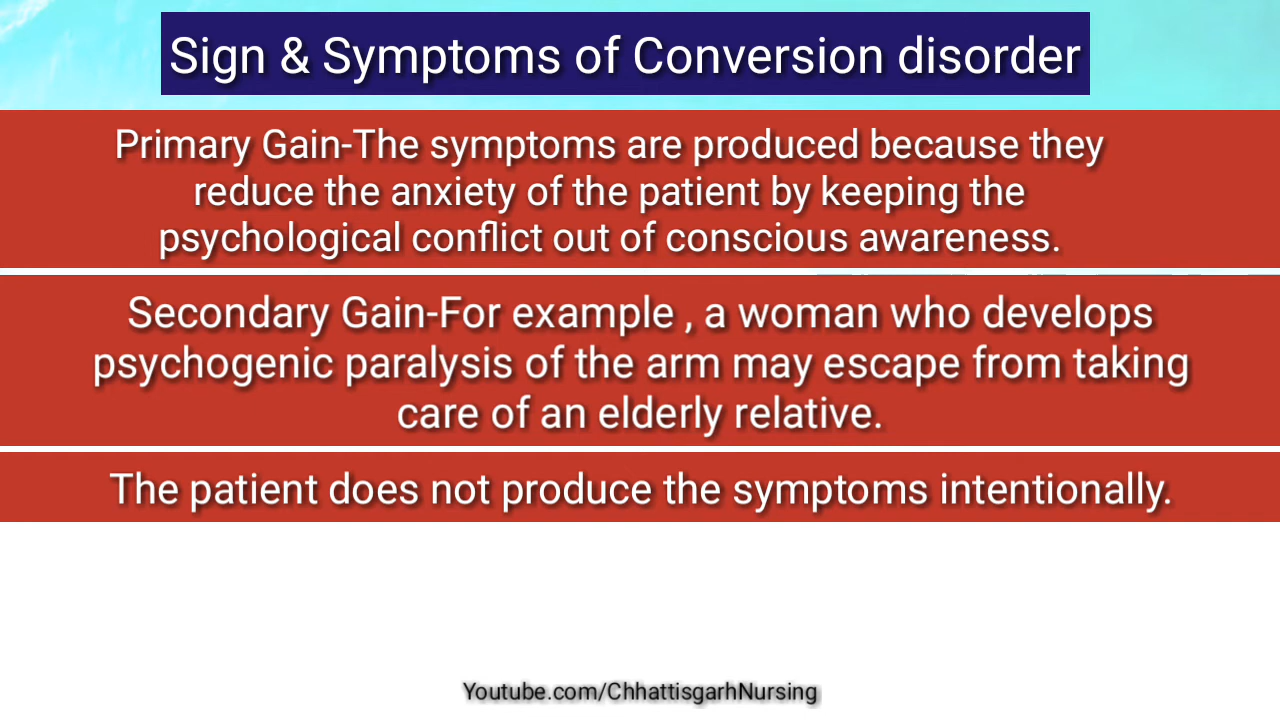 Sign & Symptoms of Conversion disorder
Primary Gain-The symptoms are produced because they
reduce the anxiety of the patient by keeping the
psychological conflict out of conscious awareness.
Secondary Gain-For example , a woman who develops
psychogenic paralysis of the arm may escape from taking
care of an elderly relative.
The patient does not produce the symptoms intentionally.
Youtube.com/ChhattisgarhNursing